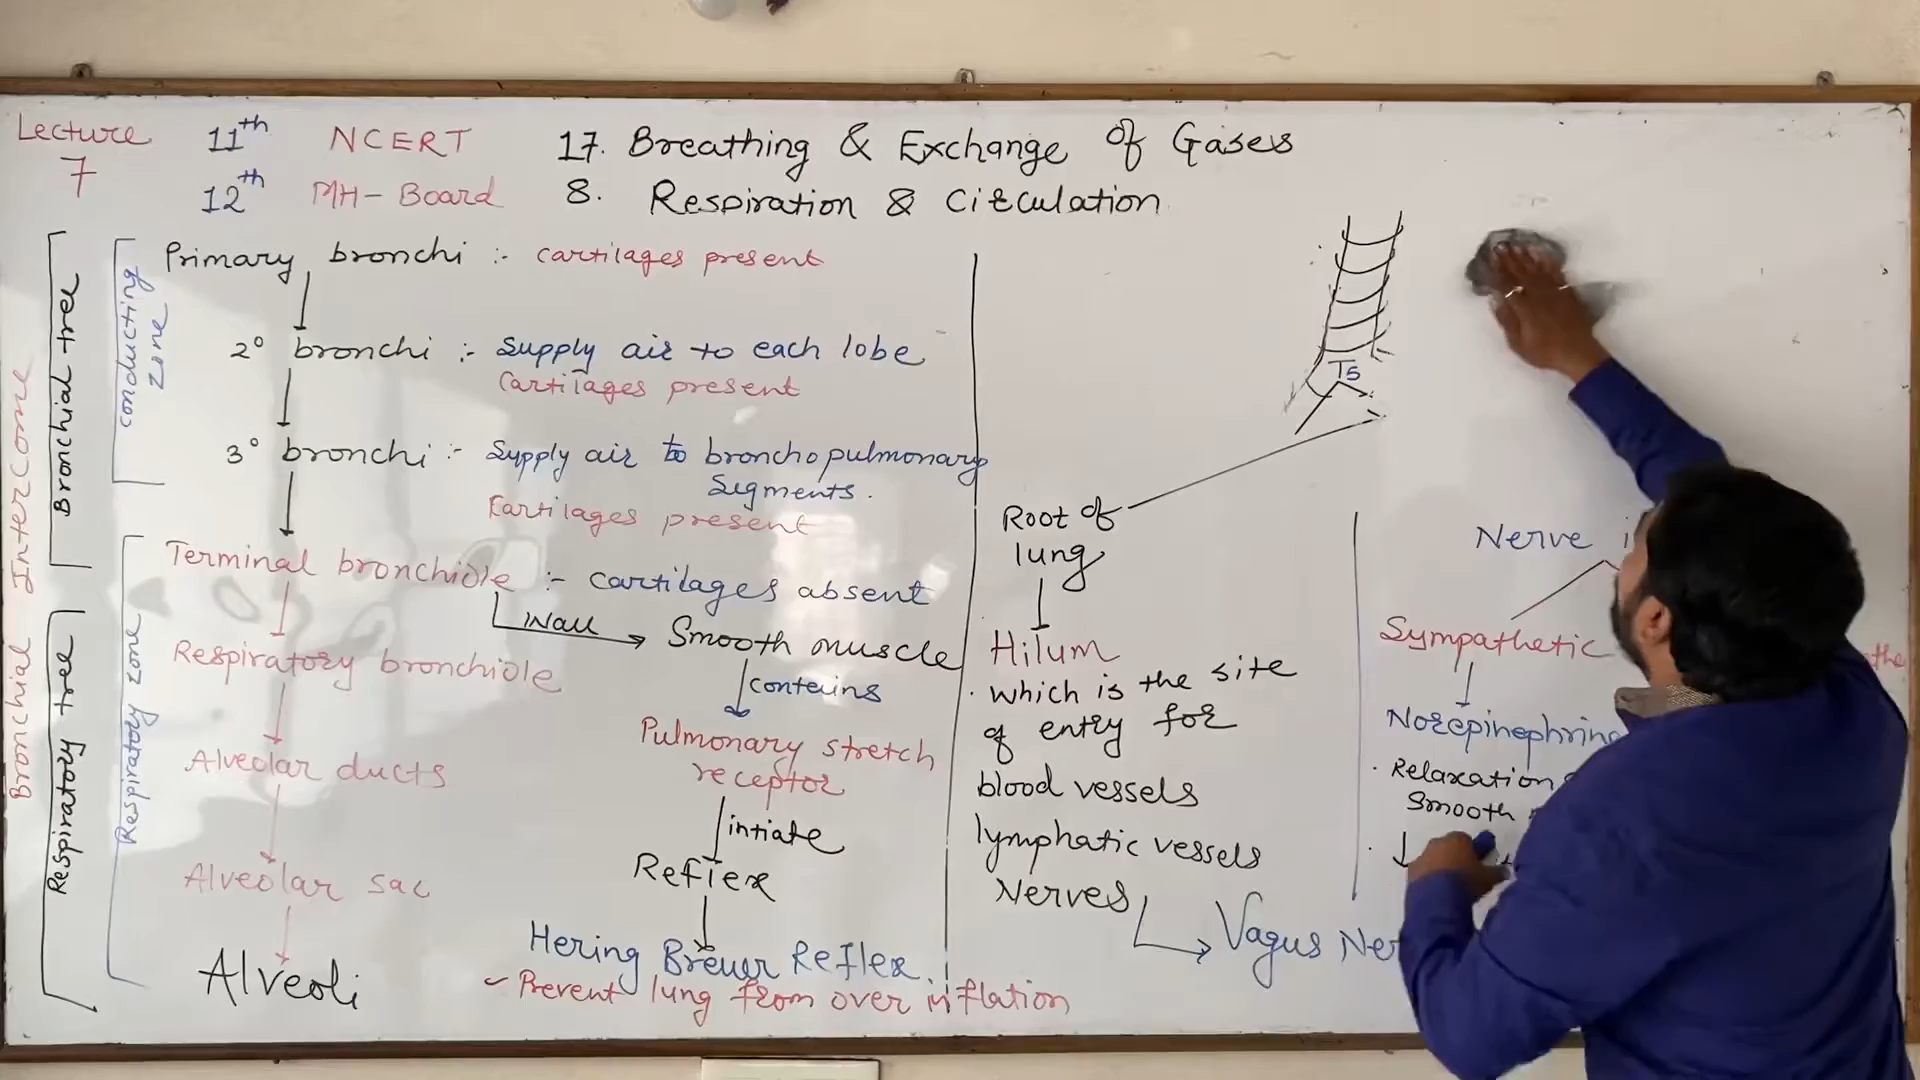 Lecture 7
11th NCERT 17. Breathing & Exchange of Gases
12th MH-Board 8. Respiration & Circulation
Bronchial InterCome
Bronchial tree
Respiratory tree
conducting zone
Respiratory zone
Primary bronchi :- cartilages present
2° bronchi :- Supply air to each lobe
Cartilages present
3° bronchi :- Supply air to bronchopulmonary
Segments.
Cartilages present
Terminal bronchiole :- cartilages absent
Wall Smooth muscle
Respiratory bronchiole
contains
Alveolar ducts
Pulmonary stretch
receptor
intiate
Alveolar sac
Reflex
Alveoli
Hering Breuer Reflex
Prevent lung from over inflation
T5
Root of
lung
Hilum
. which is the site
of entry for
blood vessels
lymphatic vessels
Nerves
Vagus
Nerve
Sympathetic
Norepinephrine
. Relaxation
Smooth